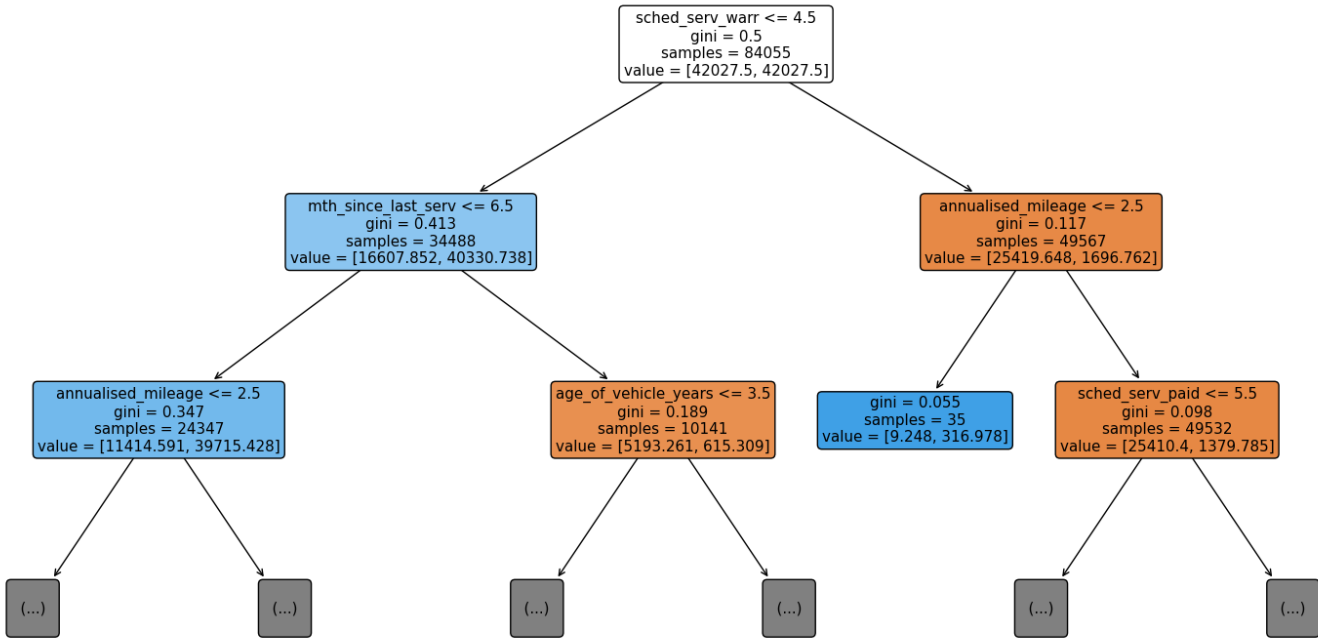 sched_serv_warr <= 4.5
gini = 0.5
samples = 84055
value = [42027.5, 42027.5]
mth_since_last_serv <= 6.5
gini = 0.413
samples = 34488
value = [16607.852, 40330.738]
annualised_mileage <= 2.5
gini = 0.117
samples = 49567
value = [25419.648, 1696.762]
annualised_mileage <= 2.5
gini = 0.347
samples = 24347
value = [11414.591, 39715.428]
age_of_vehicle_years <= 3.5
gini = 0.189
samples = 10141
value = [5193.261, 615.309]
gini = 0.055
samples = 35
value = [9.248, 316.978]
sched_serv_paid <= 5.5
gini = 0.098
samples = 49532
value = [25410.4, 1379.785]
(...)
(...)
(...)
(...)
(...)
(...)